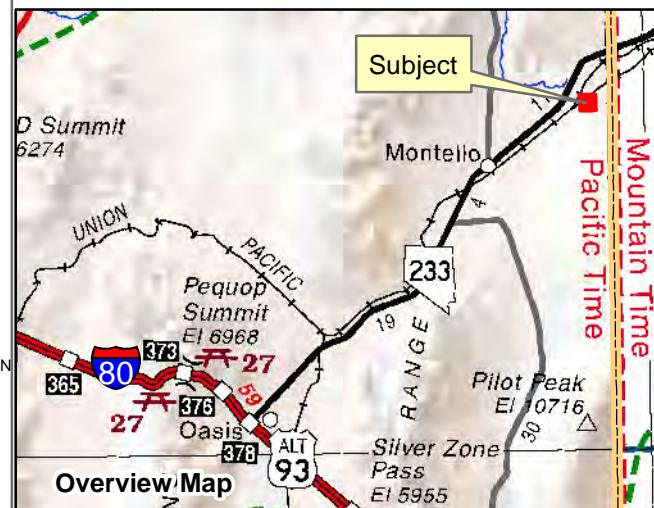 Subject
11
D Summit
6274
Montello
Mountain Time
Pacific Time
4
UNION
PACIFIC
233
Pequop
Summit
El 6968
19
RANGE
373
27
80
365
59
Pilot Peak
El 10716
27
376
30
Oasis
N
378
ALT
93
Silver Zone
Pass
El 5955
Overview Map